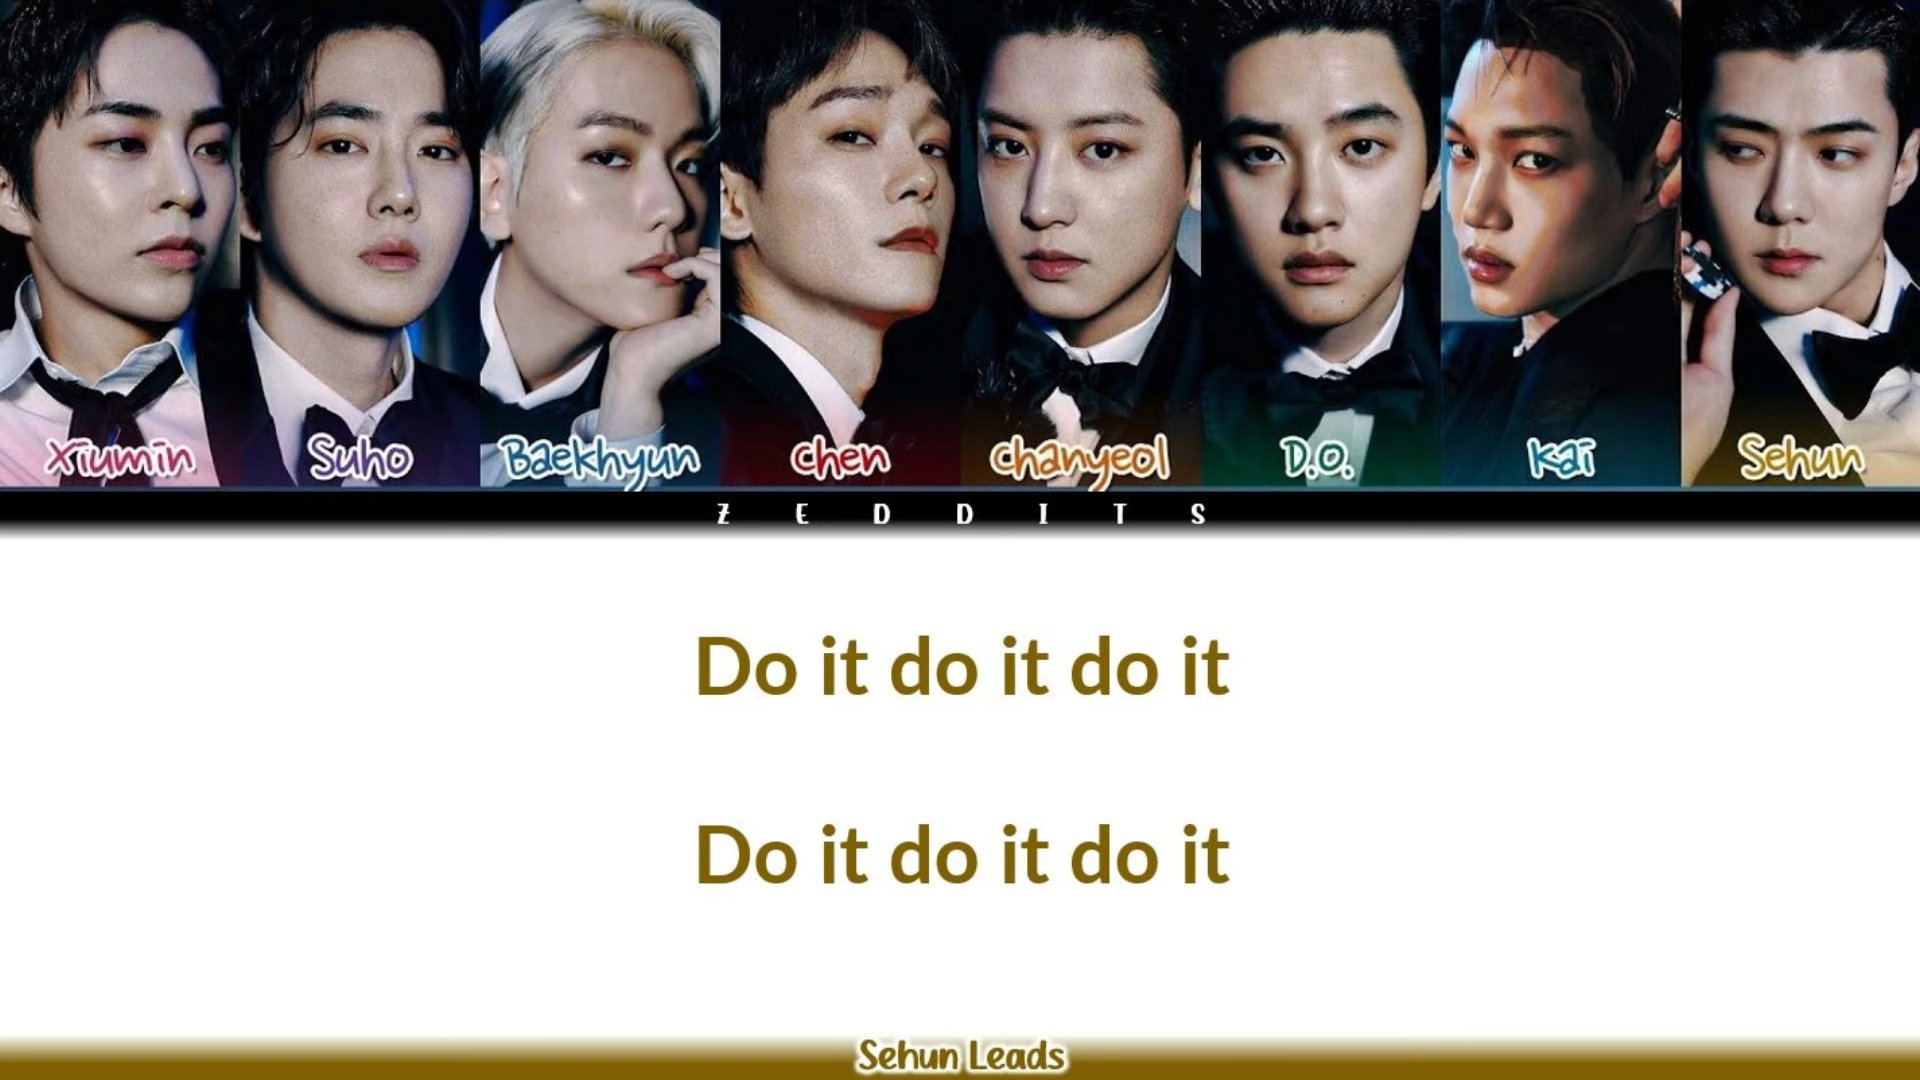 Xiumin Suho Baekhyun chen chanyeol D.O. kai Sehun
Z E D D I T S
Do it do it do it
Do it do it do it
Sehun Leads